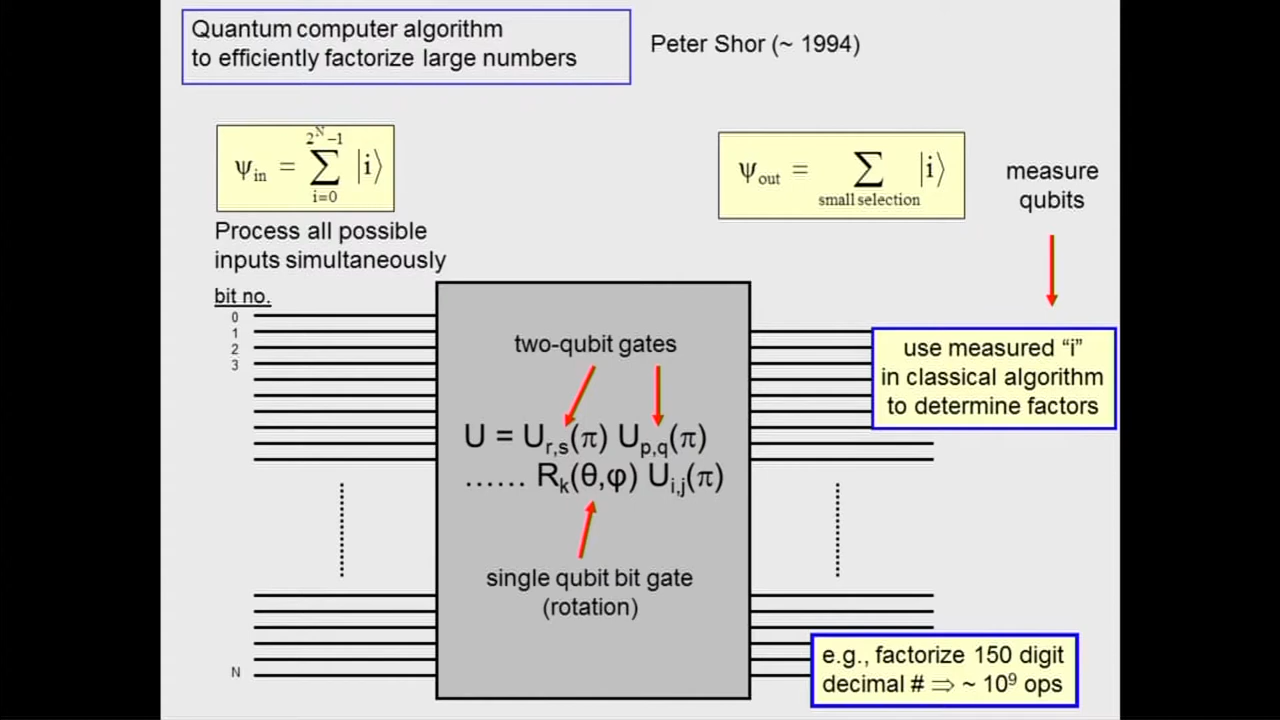 Quantum computer algorithm
to efficiently factorize large numbers
Peter Shor (~ 1994)
ψin = ∑ i=0 2^N−1 |i⟩
ψout = ∑ small selection |i⟩
measure
qubits
Process all possible
inputs simultaneously
bit no.
0
1
2
3
N
two-qubit gates
U = Ur,s(π) Up,q(π)
…… Rk(θ,φ) Ui,j(π)
single qubit bit gate
(rotation)
use measured “i”
in classical algorithm
to determine factors
e.g., factorize 150 digit
decimal # ⇒ ~ 10⁹ ops